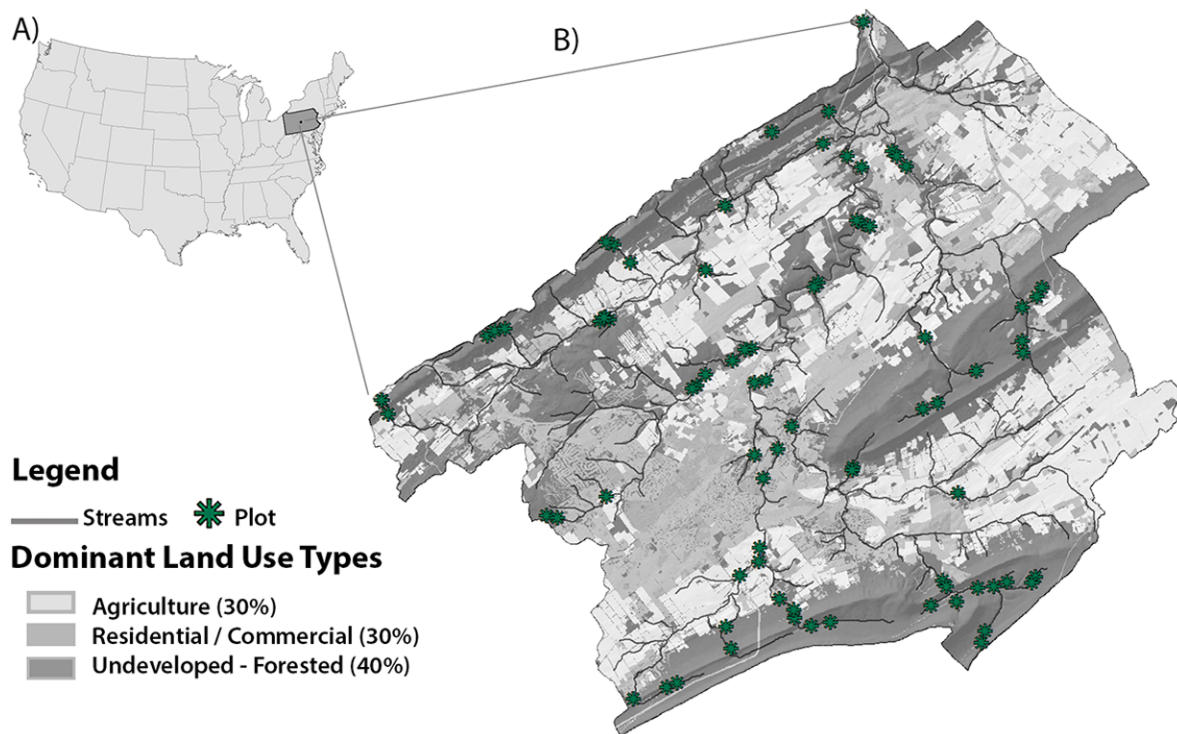 A)
B)
Legend
Streams Plot
Dominant Land Use Types
Agriculture (30%)
Residential / Commercial (30%)
Undeveloped - Forested (40%)